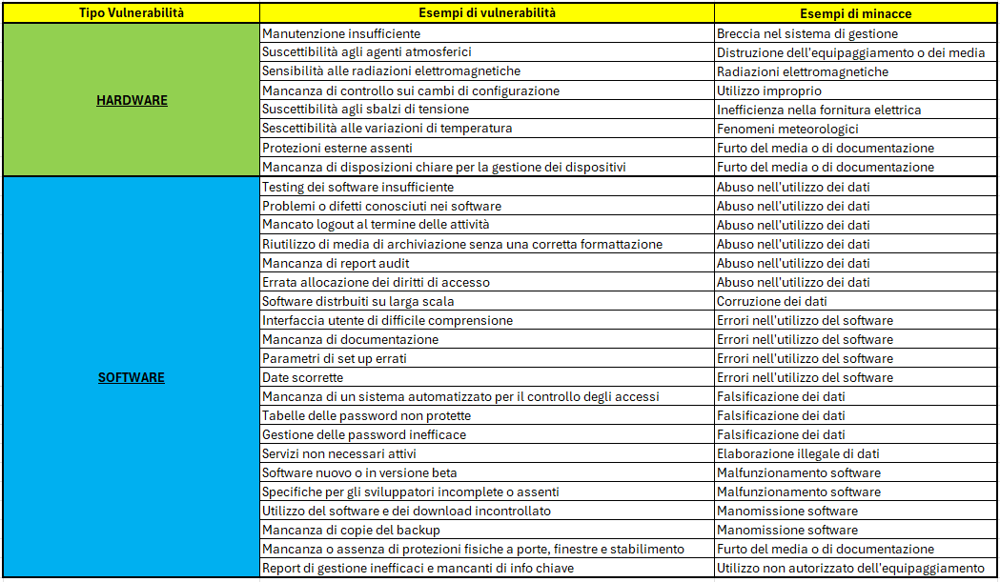 Tipo Vulnerabilità Esempi di vulnerabilità Esempi di minacce
Manutenzione insufficiente Breccia nel sistema di gestione
Suscettibilità agli agenti atmosferici Distruzione dell'equipaggiamento o dei media
Sensibilità alle radiazioni elettromagnetiche Radiazioni elettromagnetiche
Mancanza di controllo sui cambi di configurazione Utilizzo improprio
HARDWARE
Suscettibilità agli sbalzi di tensione Inefficienza nella fornitura elettrica
Sescettibilità alle variazioni di temperatura Fenomeni meteorologici
Protezioni esterne assenti Furto del media o di documentazione
Mancanza di disposizioni chiare per la gestione dei dispositivi Furto del media o di documentazione
Testing dei software insufficiente Abuso nell'utilizzo dei dati
Problemi o difetti conosciuti nei software Abuso nell'utilizzo dei dati
Mancato logout al termine delle attività Abuso nell'utilizzo dei dati
Riutilizzo di media di archiviazione senza una corretta formattazione Abuso nell'utilizzo dei dati
Mancanza di report audit Abuso nell'utilizzo dei dati
Errata allocazione dei diritti di accesso Abuso nell'utilizzo dei dati
Software distrbuiti su larga scala Corruzione dei dati
Interfaccia utente di difficile comprensione Errori nell'utilizzo del software
Mancanza di documentazione Errori nell'utilizzo del software
Parametri di set up errati Errori nell'utilizzo del software
SOFTWARE Date scorrette Errori nell'utilizzo del software
Mancanza di un sistema automatizzato per il controllo degli accessi Falsificazione dei dati
Tabelle delle password non protette Falsificazione dei dati
Gestione delle password inefficace Falsificazione dei dati
Servizi non necessari attivi Elaborazione illegale di dati
Software nuovo o in versione beta Malfunzionamento software
Specifiche per gli sviluppatori incomplete o assenti Malfunzionamento software
Utilizzo del software e dei download incontrollato Manomissione software
Mancanza di copie del backup Manomissione software
Mancanza o assenza di protezioni fisiche a porte, finestre e stabilimento Furto del media o di documentazione
Report di gestione inefficaci e mancanti di info chiave Utilizzo non autorizzato dell'equipaggiamento